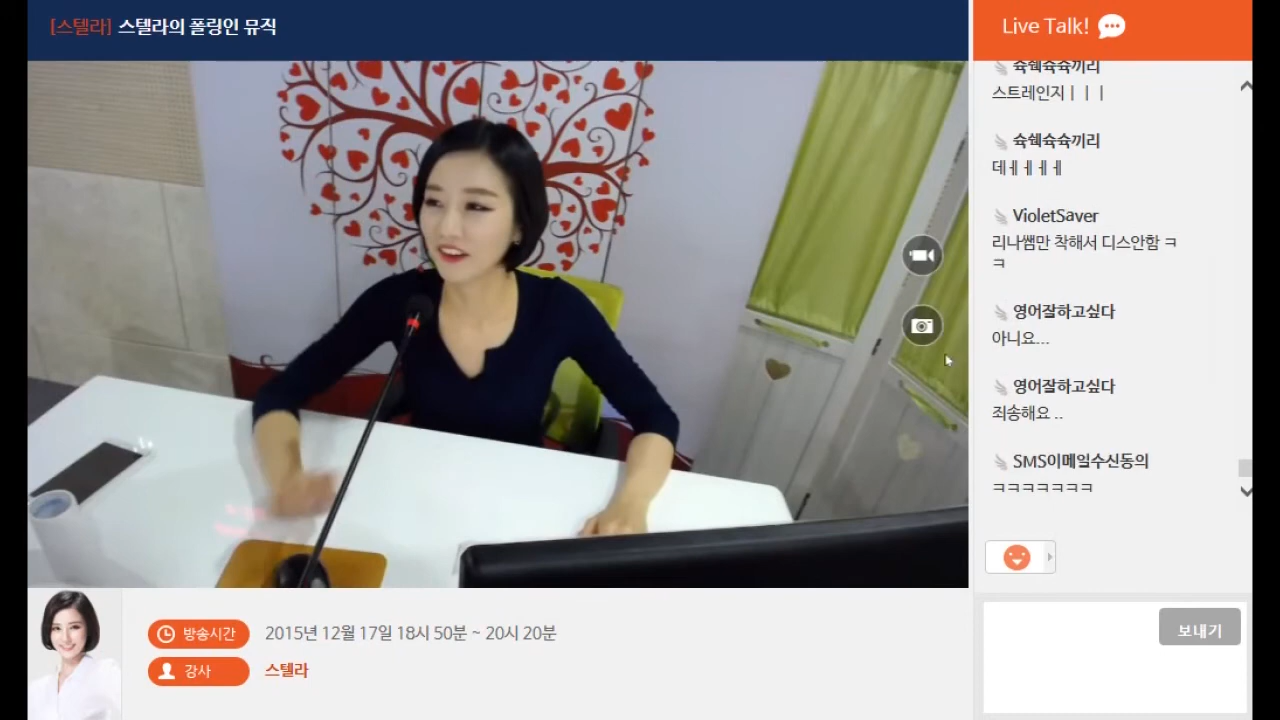 [스텔라] 스텔라의 폴링인 뮤직
Live Talk!
슉쉨슉슉끼리
스트레인지ㅣㅣㅣ
슉쉨슉슉끼리
데ㅔㅔㅔㅔ
VioletSaver
리나쌤만 착해서 디스안함 ㅋ
ㅋ
영어잘하고싶다
아니요...
영어잘하고싶다
죄송해요 ..
SMS이메일수신동의
ㅋㅋㅋㅋㅋㅋㅋ
보내기
방송시간 2015년 12월 17일 18시 50분 ~ 20시 20분
강사 스텔라